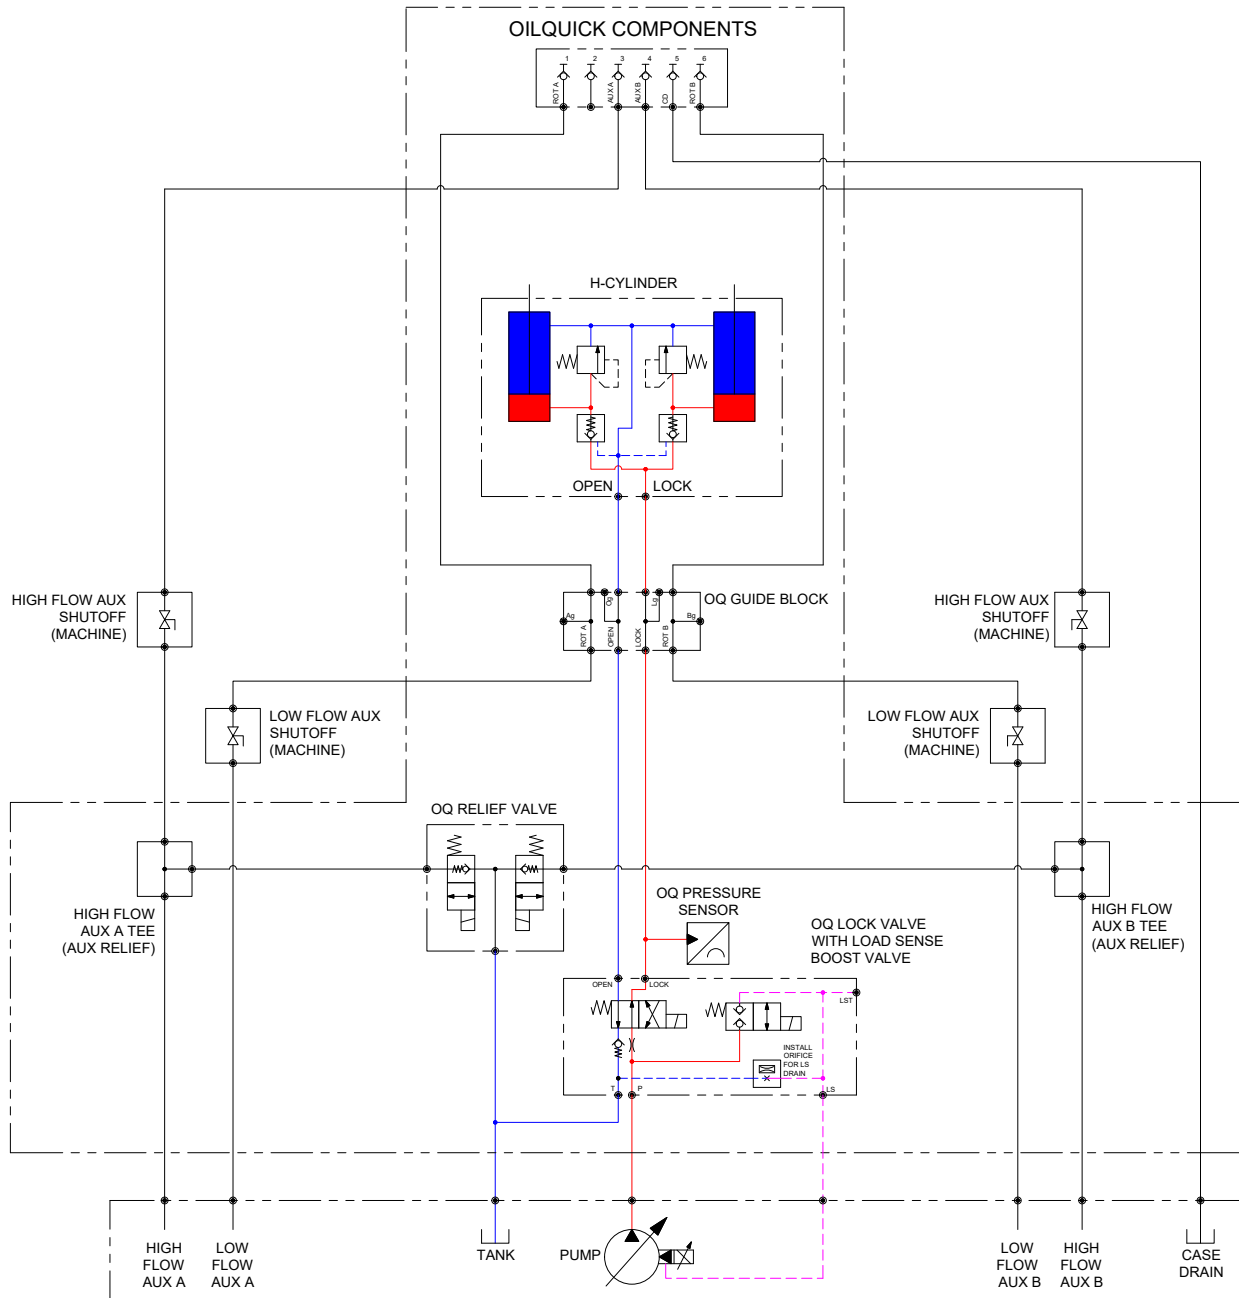 OILQUICK COMPONENTS
1 2 3 4 5 6
ROT A
AUX A
AUX B
CD
ROT B
H-CYLINDER
OPEN LOCK
HIGH FLOW AUX
SHUTOFF
(MACHINE)
Ag
Og
Lg
Bg
ROT A
OPEN
LOCK
ROT B
OQ GUIDE BLOCK
HIGH FLOW AUX
SHUTOFF
(MACHINE)
LOW FLOW AUX
SHUTOFF
(MACHINE)
LOW FLOW AUX
SHUTOFF
(MACHINE)
OQ RELIEF VALVE
HIGH FLOW
AUX A TEE
(AUX RELIEF)
OQ PRESSURE
SENSOR
OQ LOCK VALVE
WITH LOAD SENSE
BOOST VALVE
HIGH FLOW
AUX B TEE
(AUX RELIEF)
OPEN LOCK
LST
INSTALL
ORIFICE
FOR LS
DRAIN
T P LS
HIGH
FLOW
AUX A
LOW
FLOW
AUX A
TANK
PUMP
LOW
FLOW
AUX B
HIGH
FLOW
AUX B
CASE
DRAIN